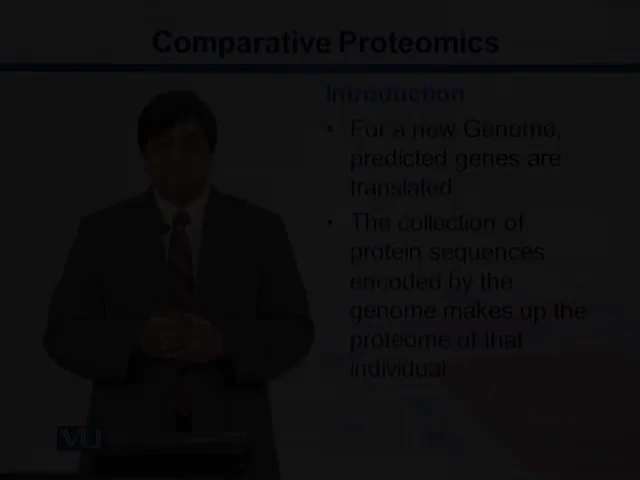 Comparative Proteomics
Introduction
• For a new Genome,
predicted genes are
translated
• The collection of
protein sequences
encoded by the
genome makes up the
proteome of that
individual
VU